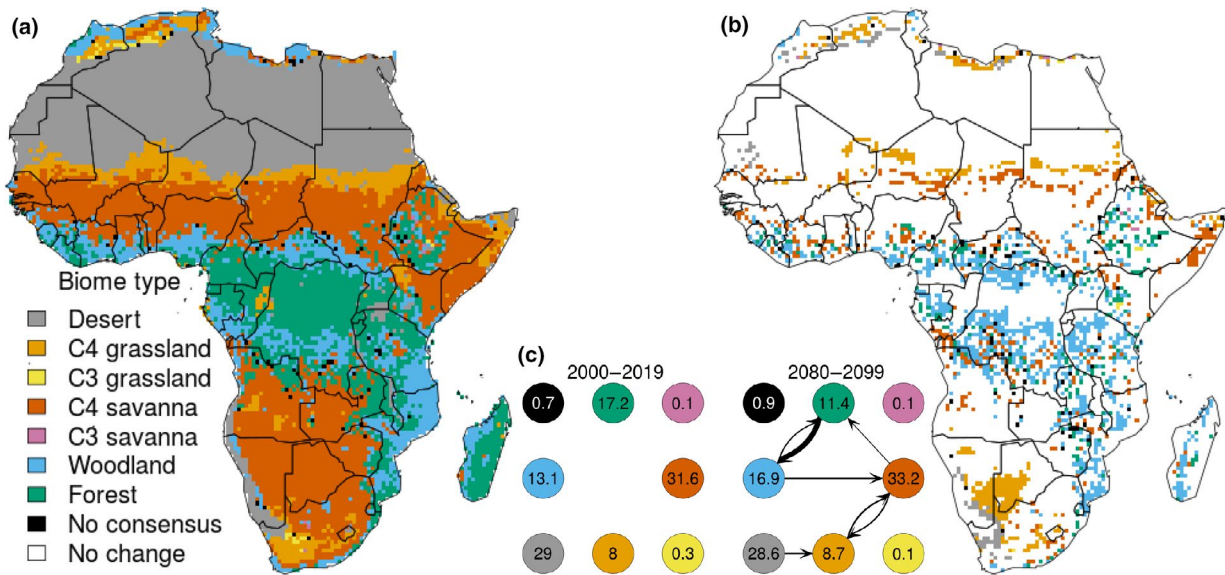 (a)
(b)
Biome type
Desert
C4 grassland
C3 grassland
C4 savanna
C3 savanna
Woodland
Forest
No consensus
No change
(c)
2000−2019
2080−2099
0.7 17.2 0.1
0.9 11.4 0.1
13.1 31.6
16.9 33.2
29 8 0.3
28.6 8.7 0.1